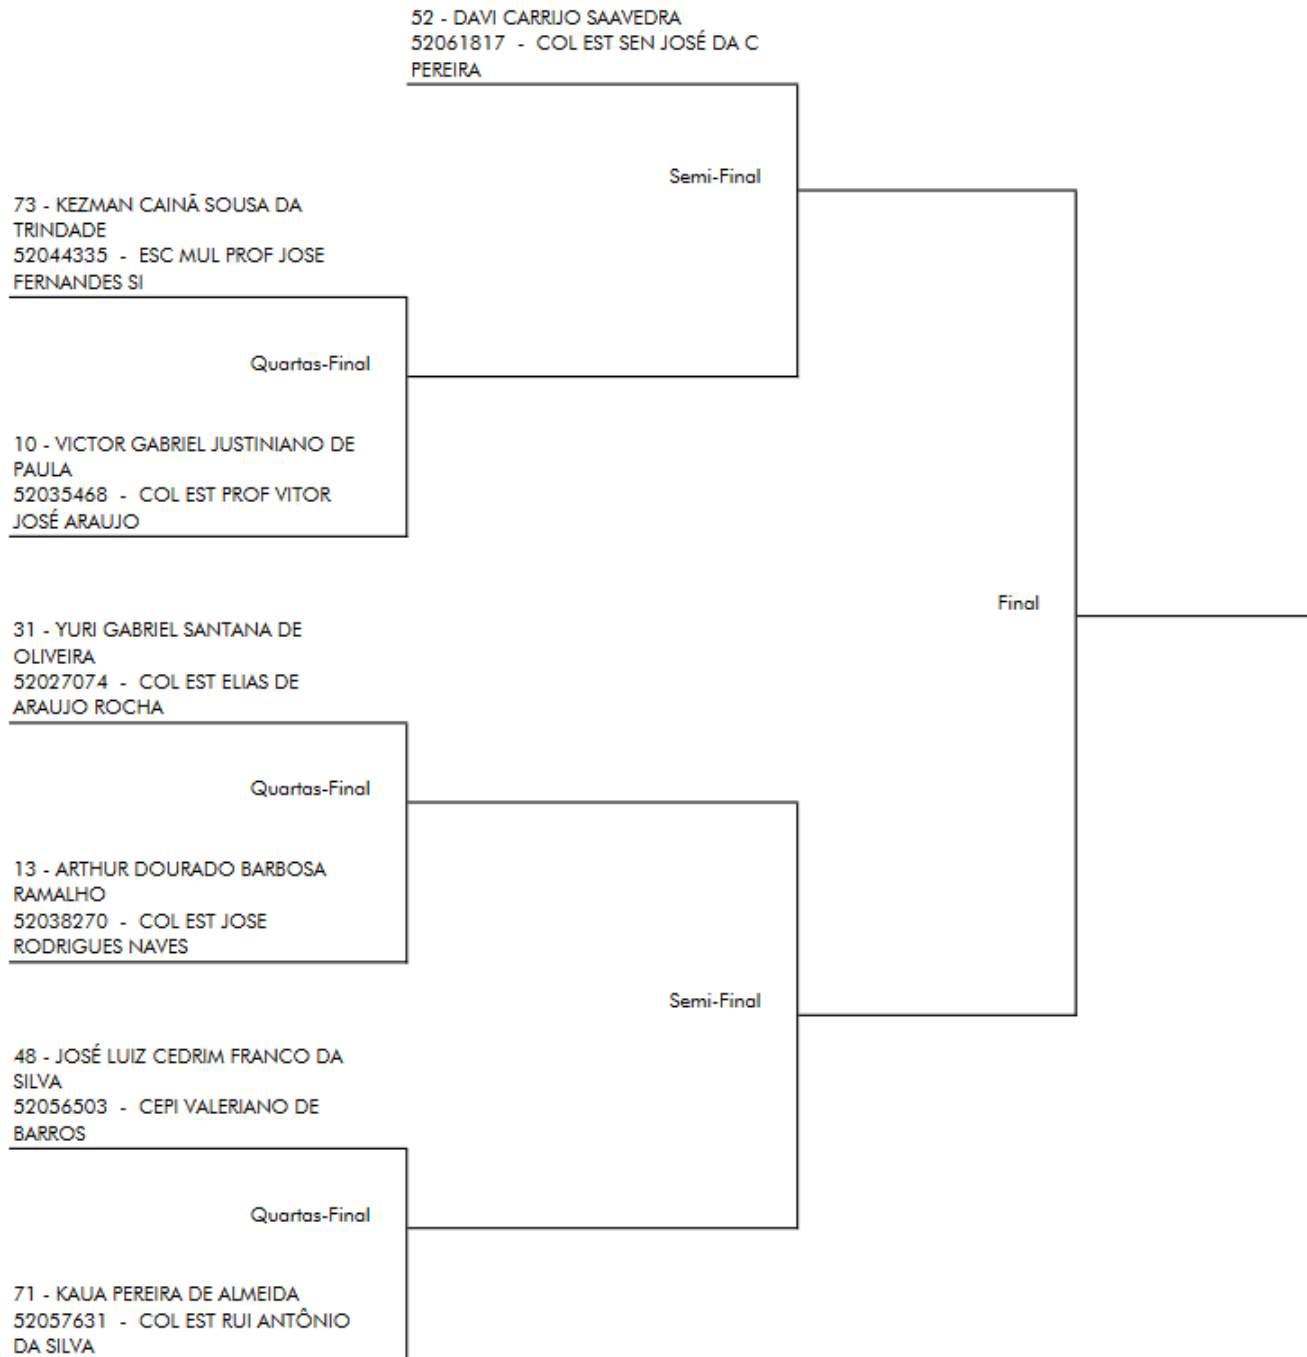 52 - DAVI CARRIJO SAAVEDRA
52061817 - COL EST SEN JOSÉ DA C
PEREIRA
Semi-Final
73 - KEZMAN CAINÃ SOUSA DA
TRINDADE
52044335 - ESC MUL PROF JOSE
FERNANDES SI
Quartas-Final
10 - VICTOR GABRIEL JUSTINIANO DE
PAULA
52035468 - COL EST PROF VITOR
JOSÉ ARAUJO
Final
31 - YURI GABRIEL SANTANA DE
OLIVEIRA
52027074 - COL EST ELIAS DE
ARAUJO ROCHA
Quartas-Final
13 - ARTHUR DOURADO BARBOSA
RAMALHO
52038270 - COL EST JOSE
RODRIGUES NAVES
Semi-Final
48 - JOSÉ LUIZ CEDRIM FRANCO DA
SILVA
52056503 - CEPI VALERIANO DE
BARROS
Quartas-Final
71 - KAUA PEREIRA DE ALMEIDA
52057631 - COL EST RUI ANTÔNIO
DA SILVA